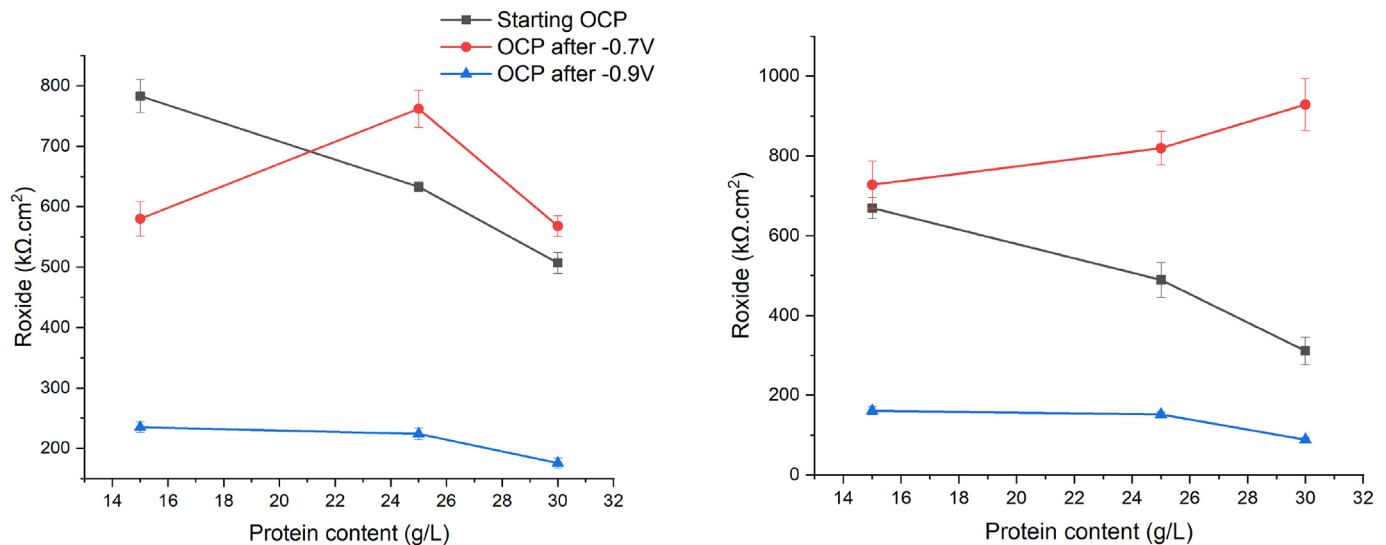 Starting OCP
OCP after -0.7V
OCP after -0.9V
800
700
600
500
400
300
200
Roxide (kΩ.cm²)
14 16 18 20 22 24 26 28 30 32
Protein content (g/L)
1000
800
600
400
200
0
Roxide (kΩ.cm²)
14 16 18 20 22 24 26 28 30 32
Protein content (g/L)